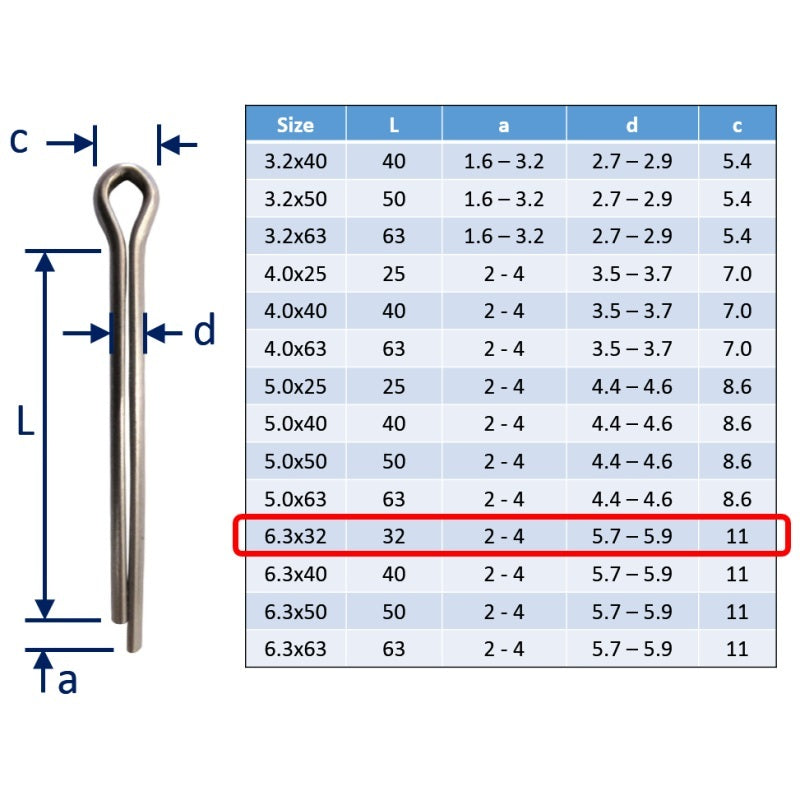 c
d
L
a
Size L a d c
3.2x40 40 1.6 – 3.2 2.7 – 2.9 5.4
3.2x50 50 1.6 – 3.2 2.7 – 2.9 5.4
3.2x63 63 1.6 – 3.2 2.7 – 2.9 5.4
4.0x25 25 2 - 4 3.5 – 3.7 7.0
4.0x40 40 2 - 4 3.5 – 3.7 7.0
4.0x63 63 2 - 4 3.5 – 3.7 7.0
5.0x25 25 2 - 4 4.4 – 4.6 8.6
5.0x40 40 2 - 4 4.4 – 4.6 8.6
5.0x50 50 2 - 4 4.4 – 4.6 8.6
5.0x63 63 2 - 4 4.4 – 4.6 8.6
6.3x32 32 2 - 4 5.7 – 5.9 11
6.3x40 40 2 - 4 5.7 – 5.9 11
6.3x50 50 2 - 4 5.7 – 5.9 11
6.3x63 63 2 - 4 5.7 – 5.9 11